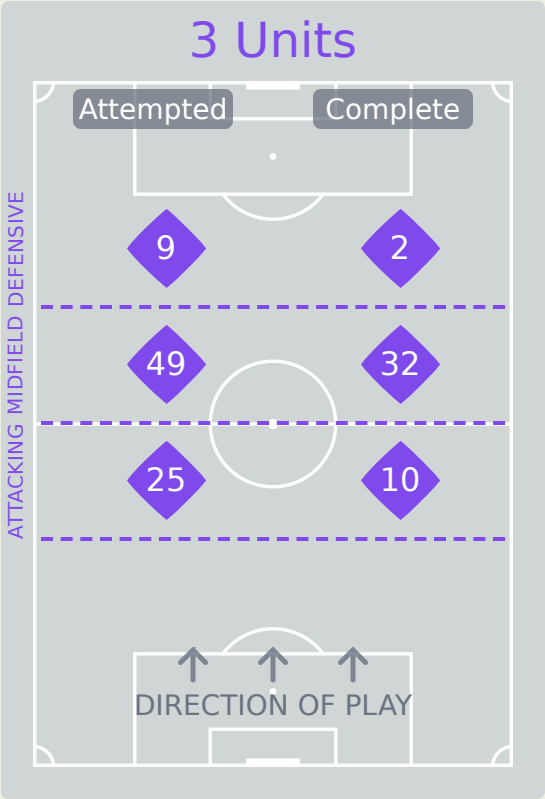 3 Units
Attempted
Complete
9
2
49
32
25
10
ATTACKING MIDFIELD DEFENSIVE
DIRECTION OF PLAY